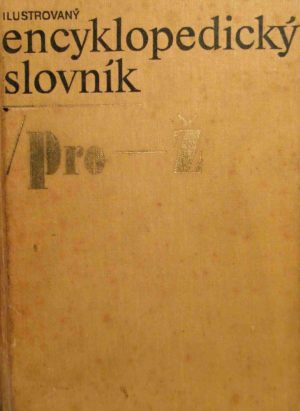 ILUSTROVANÝ
encyklopedický
slovník
/Pro—Ž